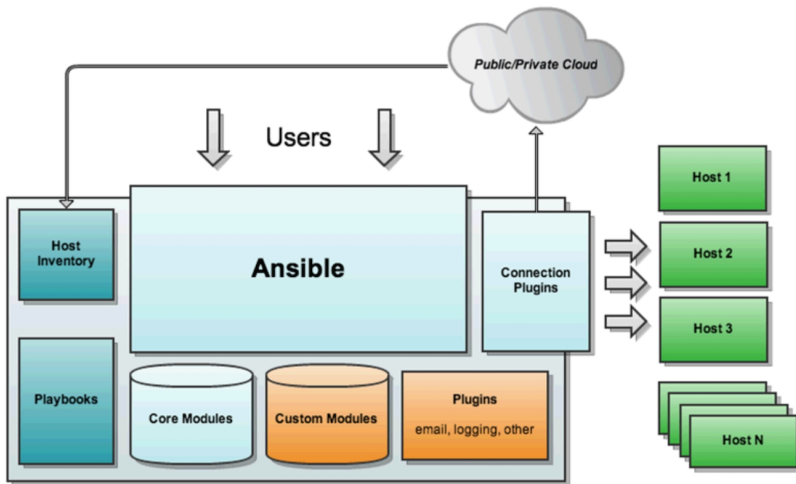 Public/Private Cloud
Users
Host 1
Host
Inventory
Ansible
Connection
Plugins
Host 2
Host 3
Playbooks
Core Modules
Custom Modules
Plugins
email, logging, other
Host N